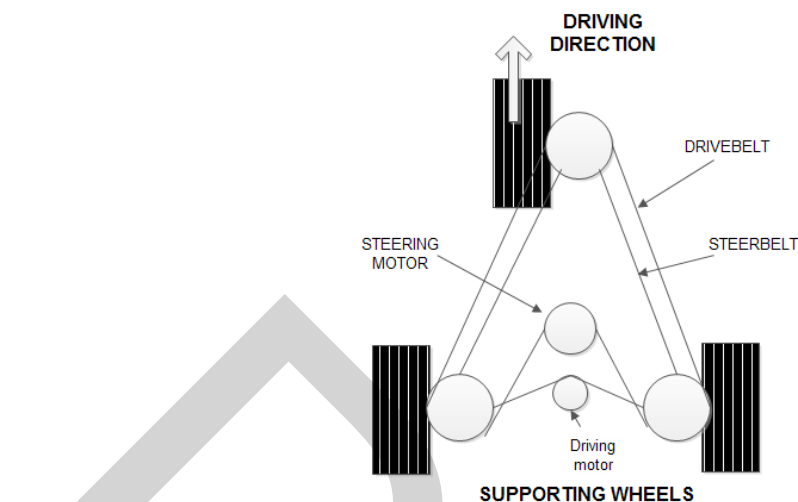 DRIVING
DIRECTION
DRIVEBELT
STEERING
MOTOR
STEERBELT
Driving
motor
SUPPORTING WHEELS